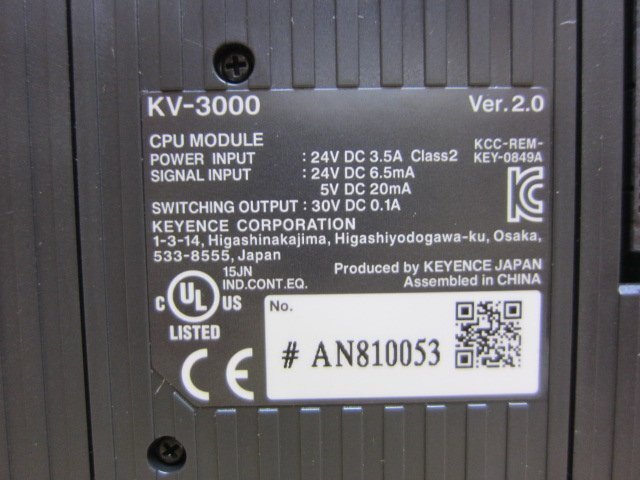 KV-3000 Ver. 2.0
CPU MODULE
POWER INPUT : 24V DC 3.5A Class2
SIGNAL INPUT : 24V DC 6.5mA
5V DC 20mA
SWITCHING OUTPUT : 30V DC 0.1A
KCC-REM-
KEY-0849A
KEYENCE CORPORATION
1-3-14, Higashinakajima, Higashiyodogawa-ku, Osaka,
533-8555, Japan
Produced by KEYENCE JAPAN
Assembled in CHINA
15JN
IND.CONT.EQ.
C UL US
LISTED
CE
No.
# AN810053